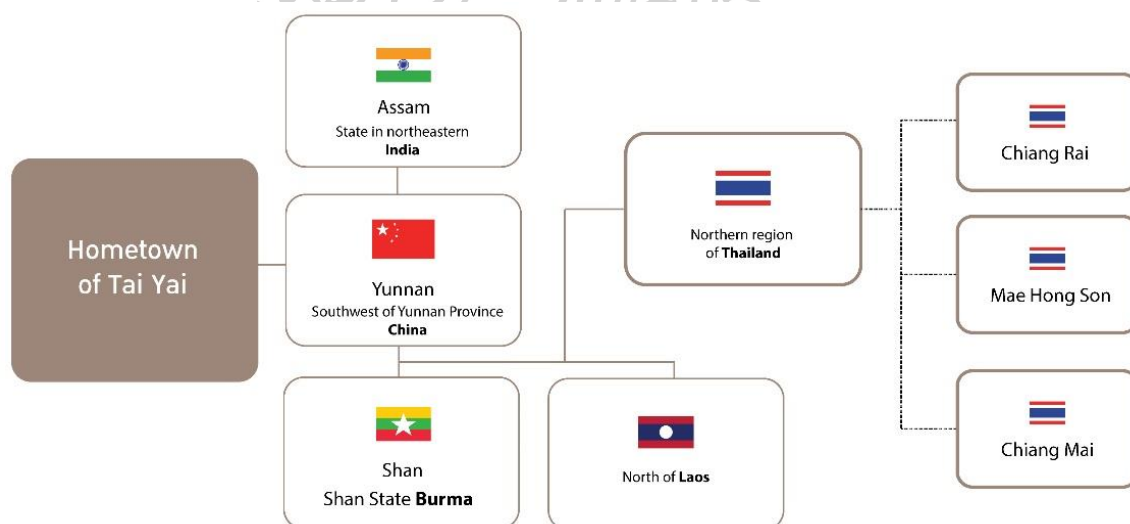 Hometown
of Tai Yai
Assam
State in northeastern
India
Yunnan
Southwest of Yunnan Province
China
Shan
Shan State Burma
North of Laos
Northern region
of Thailand
Chiang Rai
Mae Hong Son
Chiang Mai